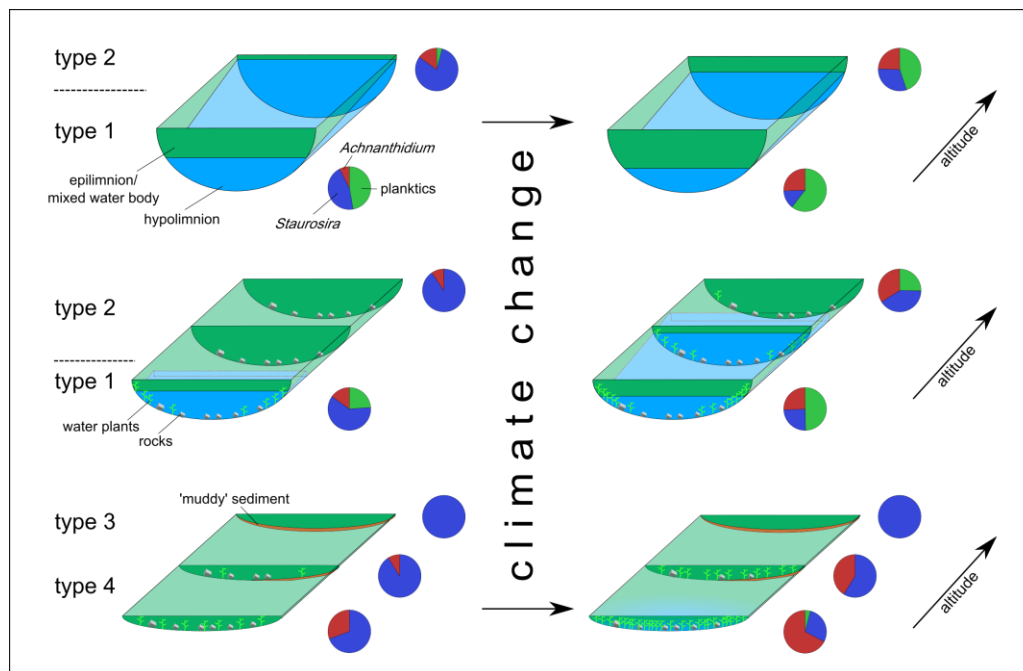 type 2
type 1
epilimnion/
mixed water body
hypolimnion
Achnanthidium
planktics
Staurosira
altitude
type 2
type 1
water plants
rocks
altitude
'muddy' sediment
type 3
type 4
altitude
climate change